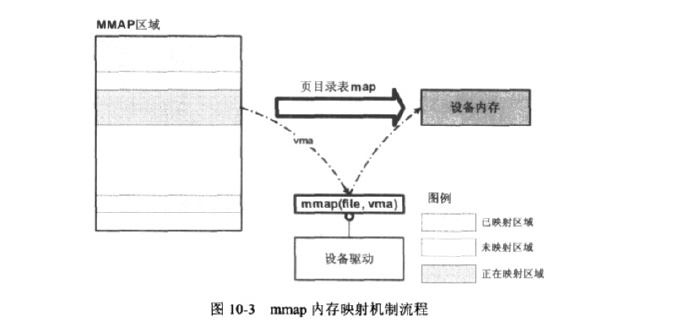 MMAP区域
页目录表map
设备内存
vma
mmap(file, vma)
设备驱动
图例
已映射区域
未映射区域
正在映射区域
图 10-3 mmap 内存映射机制流程